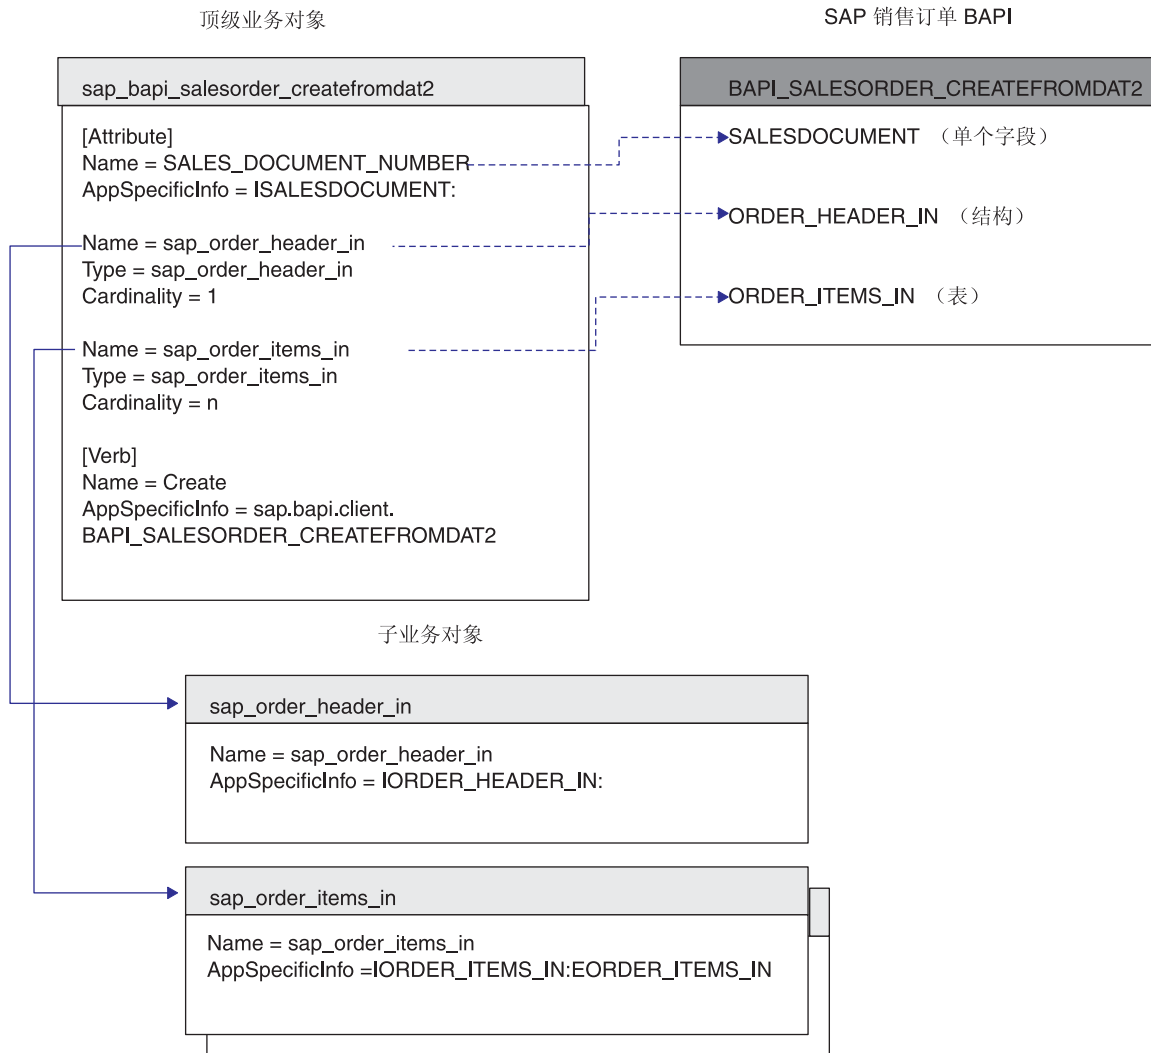 顶级业务对象
SAP 销售订单 BAPI
sap_bapi_salesorder_createfromdat2
[Attribute]
Name = SALES_DOCUMENT_NUMBER
AppSpecificInfo = ISALESDOCUMENT:
Name = sap_order_header_in
Type = sap_order_header_in
Cardinality = 1
Name = sap_order_items_in
Type = sap_order_items_in
Cardinality = n
[Verb]
Name = Create
AppSpecificInfo = sap.bapi.client.
BAPI_SALESORDER_CREATEFROMDAT2
BAPI_SALESORDER_CREATEFROMDAT2
SALESDOCUMENT （单个字段）
ORDER_HEADER_IN （结构）
ORDER_ITEMS_IN （表）
子业务对象
sap_order_header_in
Name = sap_order_header_in
AppSpecificInfo = IORDER_HEADER_IN:
sap_order_items_in
Name = sap_order_items_in
AppSpecificInfo =IORDER_ITEMS_IN:EORDER_ITEMS_IN